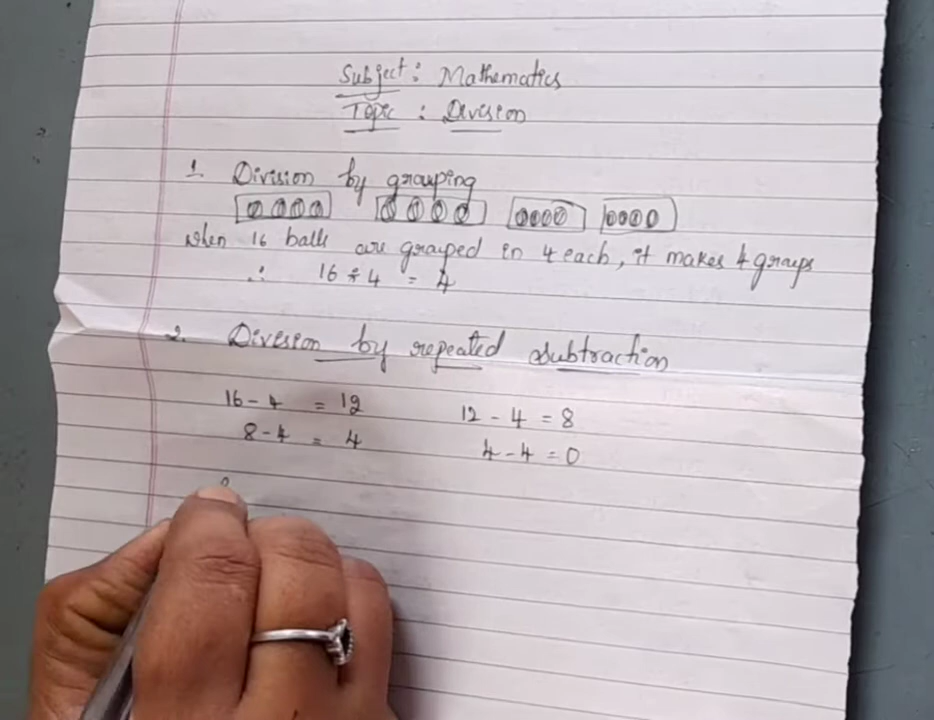 Subject : Mathematics
Topic : Division
1. Division by grouping
when 16 balls are grouped in 4 each, it makes 4 groups
∴ 16 ÷ 4 = 4
2. Division by repeated subtraction
16 - 4 = 12 12 - 4 = 8
8 - 4 = 4 4 - 4 = 0